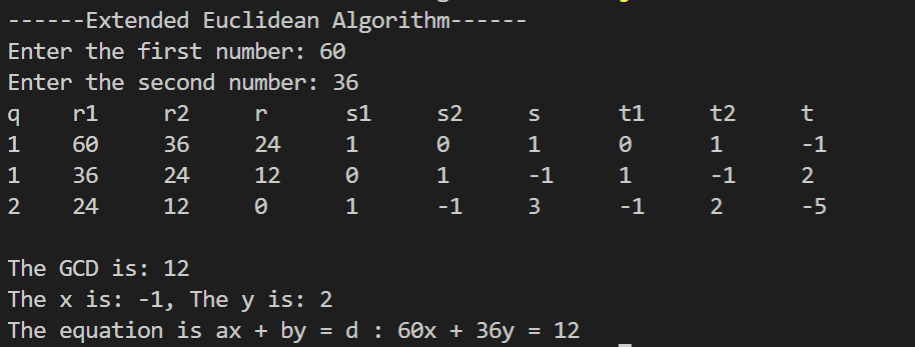 ------Extended Euclidean Algorithm------
Enter the first number: 60
Enter the second number: 36
q r1 r2 r s1 s2 s t1 t2 t
1 60 36 24 1 0 1 0 1 -1
1 36 24 12 0 1 -1 1 -1 2
2 24 12 0 1 -1 3 -1 2 -5
The GCD is: 12
The x is: -1, The y is: 2
The equation is ax + by = d : 60x + 36y = 12